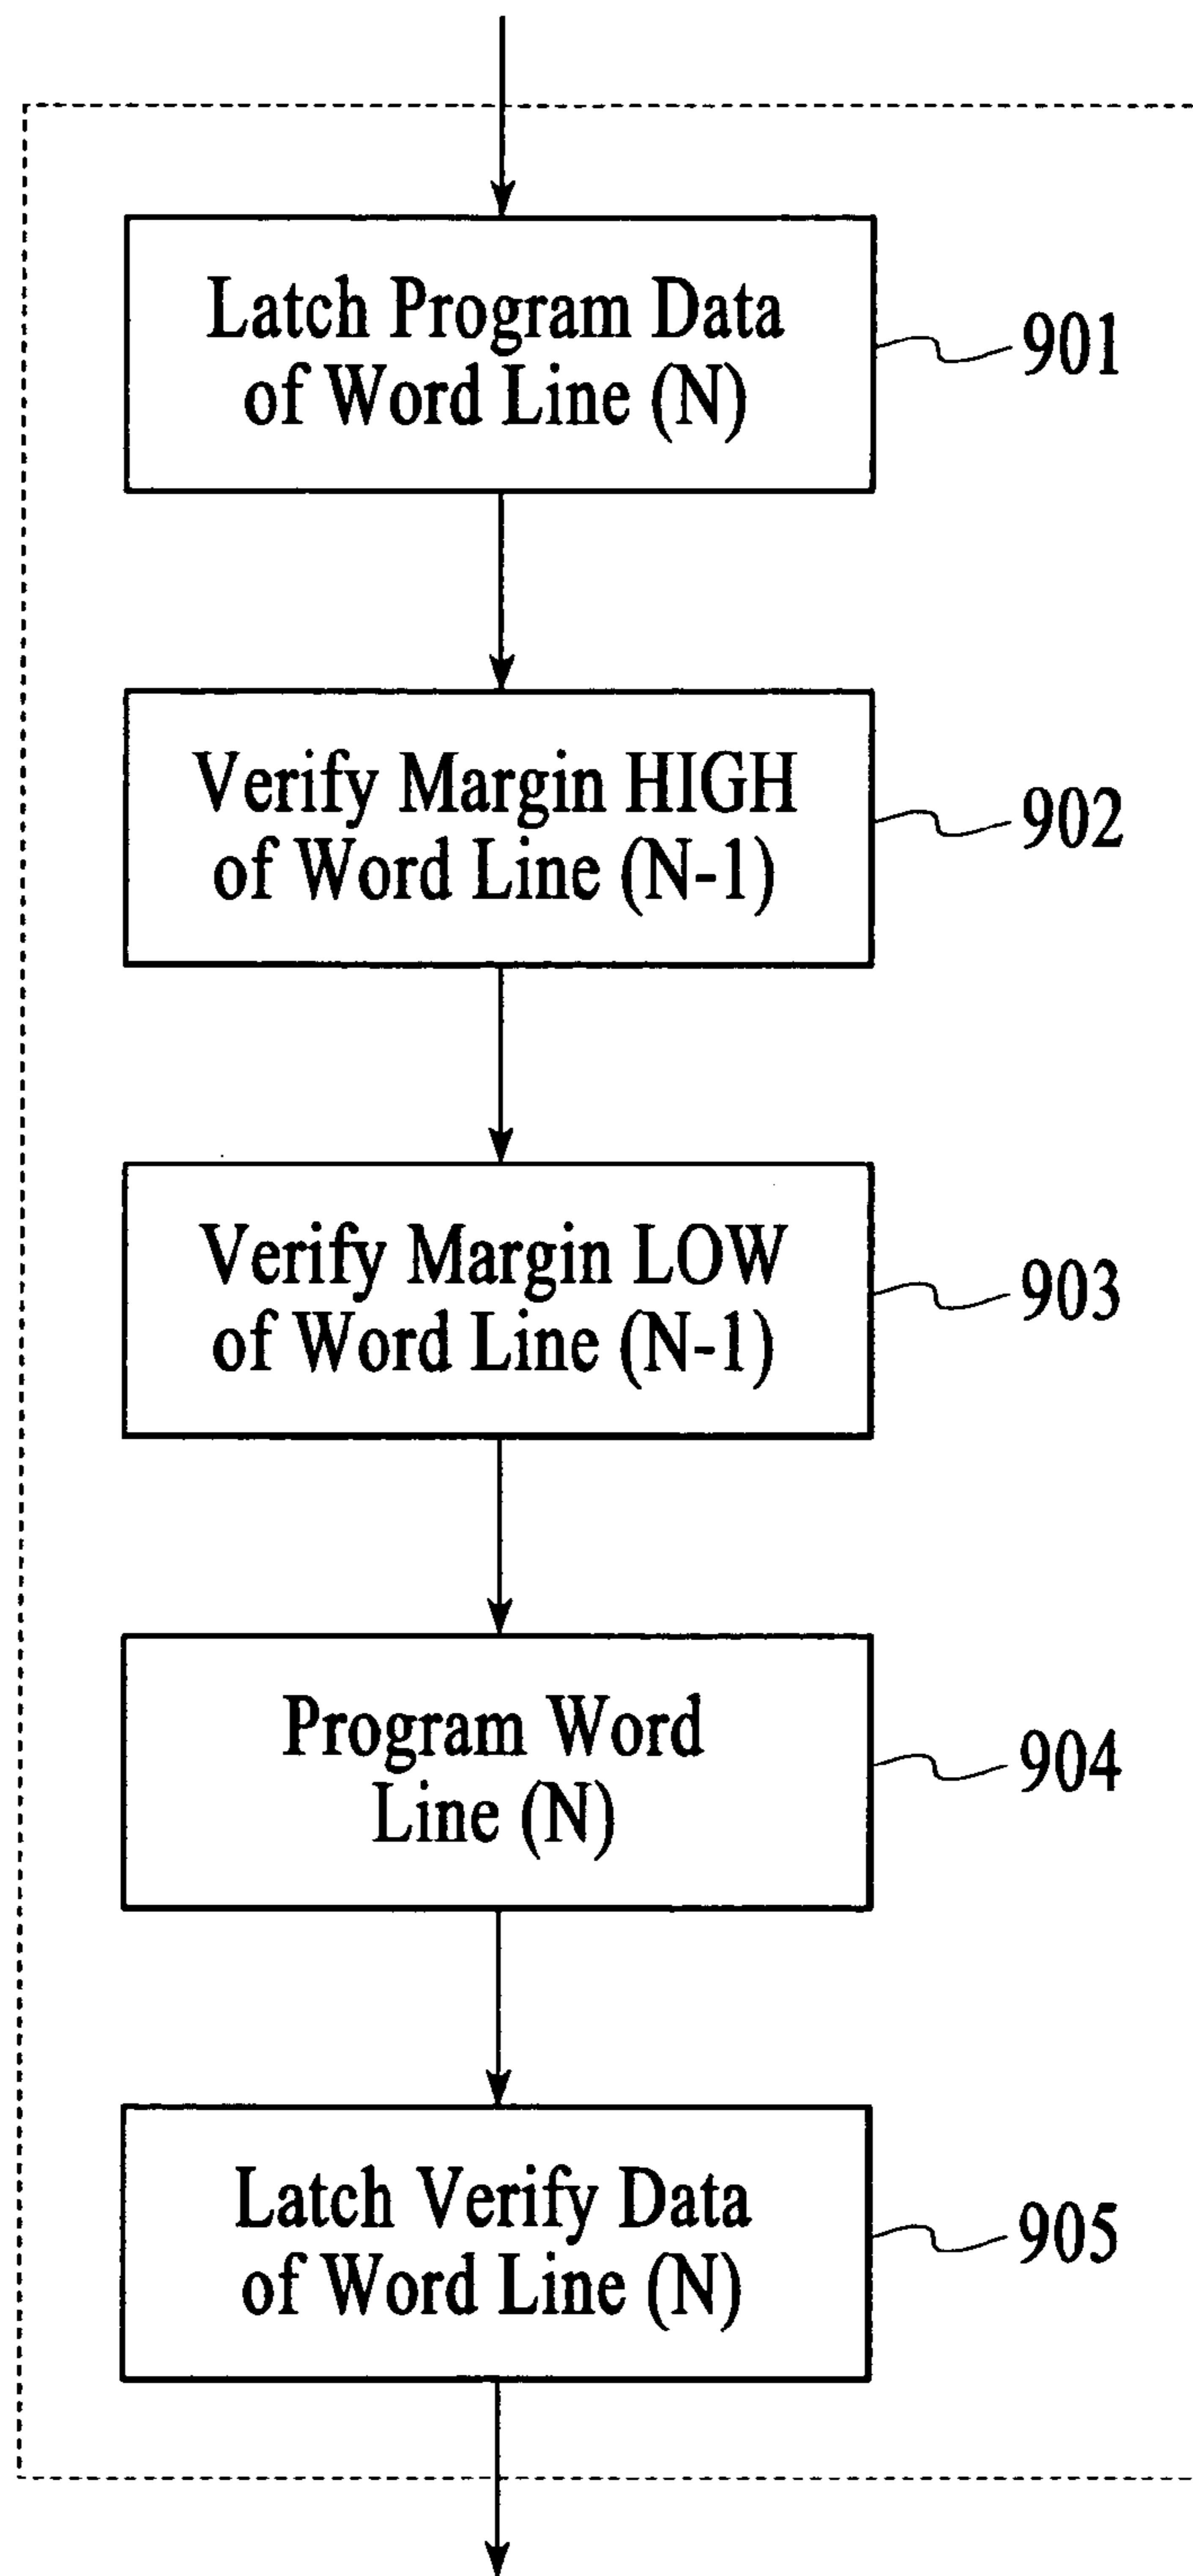 Latch Program Data
of Word Line (N)
901
Verify Margin HIGH
of Word Line (N-1)
902
Verify Margin LOW
of Word Line (N-1)
903
Program Word
Line (N)
904
Latch Verify Data
of Word Line (N)
905